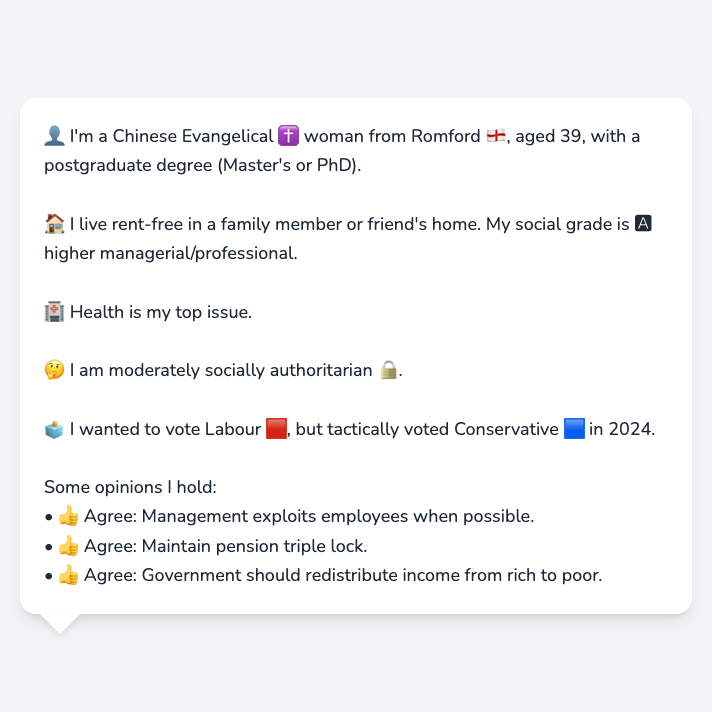 👤 I'm a Chinese Evangelical ✝️ woman from Romford 🏴󠁧󠁢󠁥󠁮󠁧󠁿, aged 39, with a
postgraduate degree (Master's or PhD).
🏠 I live rent-free in a family member or friend's home. My social grade is 🅰
higher managerial/professional.
🏥 Health is my top issue.
🤔 I am moderately socially authoritarian 🔒.
🗳️ I wanted to vote Labour 🟥, but tactically voted Conservative 🟦 in 2024.
Some opinions I hold:
• 👍 Agree: Management exploits employees when possible.
• 👍 Agree: Maintain pension triple lock.
• 👍 Agree: Government should redistribute income from rich to poor.